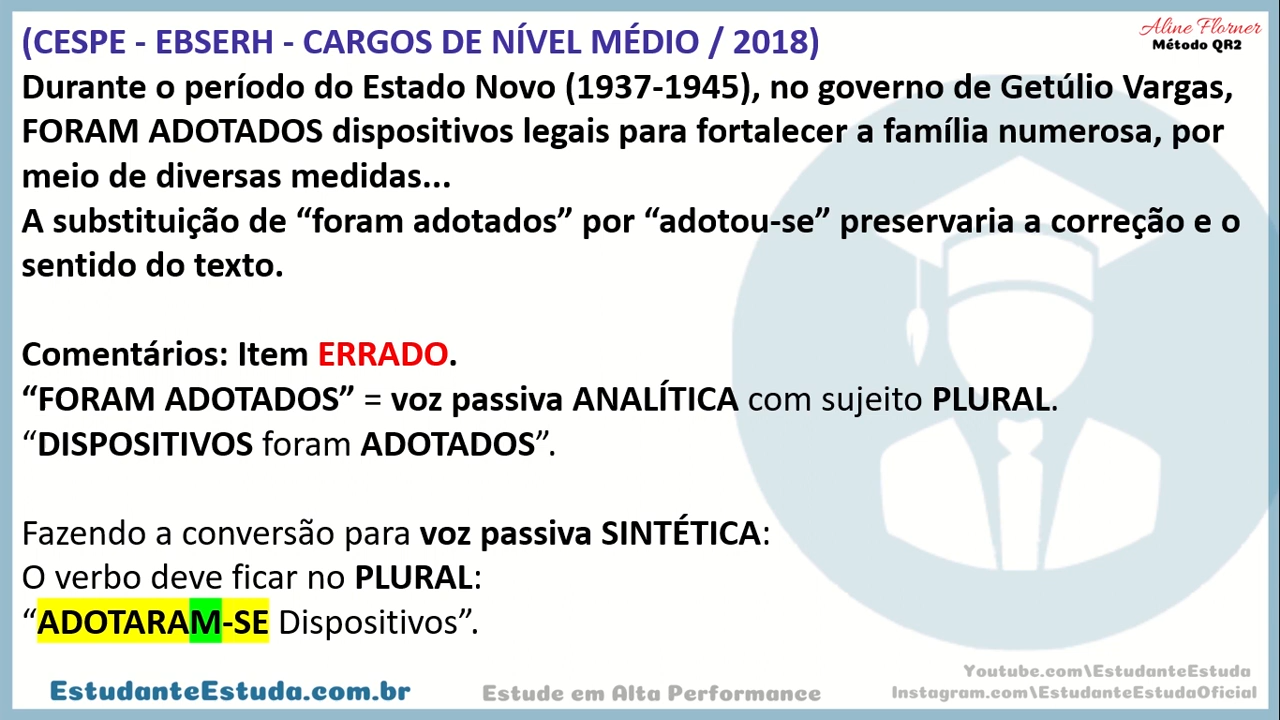 (CESPE - EBSERH - CARGOS DE NÍVEL MÉDIO / 2018)
Aline Florner
Método QR2
Durante o período do Estado Novo (1937-1945), no governo de Getúlio Vargas,
FORAM ADOTADOS dispositivos legais para fortalecer a família numerosa, por
meio de diversas medidas...
A substituição de “foram adotados” por “adotou-se” preservaria a correção e o
sentido do texto.
Comentários: Item ERRADO.
“FORAM ADOTADOS” = voz passiva ANALÍTICA com sujeito PLURAL.
“DISPOSITIVOS foram ADOTADOS”.
Fazendo a conversão para voz passiva SINTÉTICA:
O verbo deve ficar no PLURAL:
“ADOTARAM-SE Dispositivos”.
EstudanteEstuda.com.br
Estude em Alta Performance
Youtube.com\EstudanteEstuda
Instagram.com\EstudanteEstudaOficial